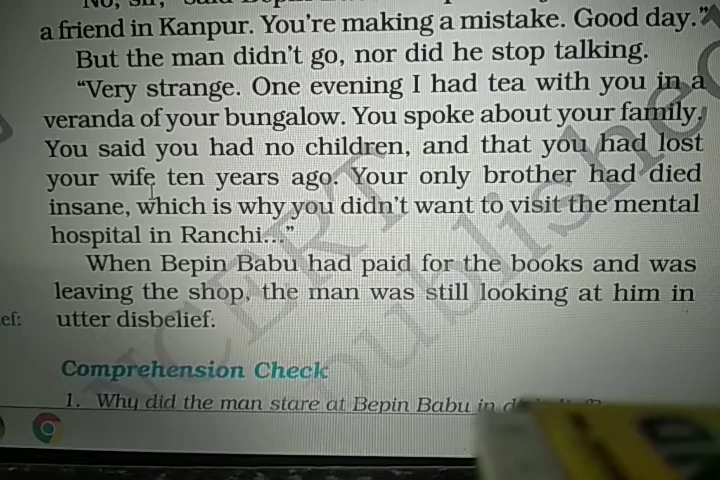 No, sir,"
a friend in Kanpur. You're making a mistake. Good day."
But the man didn't go, nor did he stop talking.
"Very strange. One evening I had tea with you in a
veranda of your bungalow. You spoke about your family.
You said you had no children, and that you had lost
your wife ten years ago. Your only brother had died
insane, which is why you didn't want to visit the mental
hospital in Ranchi..."
When Bepin Babu had paid for the books and was
leaving the shop, the man was still looking at him in
ef: utter disbelief.
Comprehension Check
1. Why did the man stare at Bepin Babu in
NCERT
published